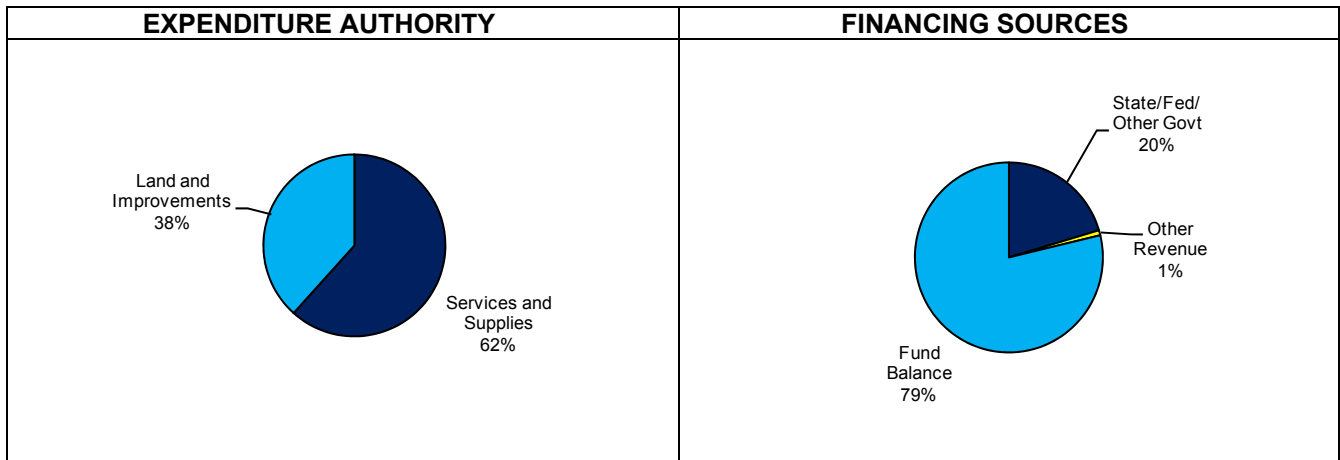 EXPENDITURE AUTHORITY
FINANCING SOURCES
Land and
Improvements
38%
Services and
Supplies
62%
State/Fed/
Other Govt
20%
Other
Revenue
1%
Fund
Balance
79%